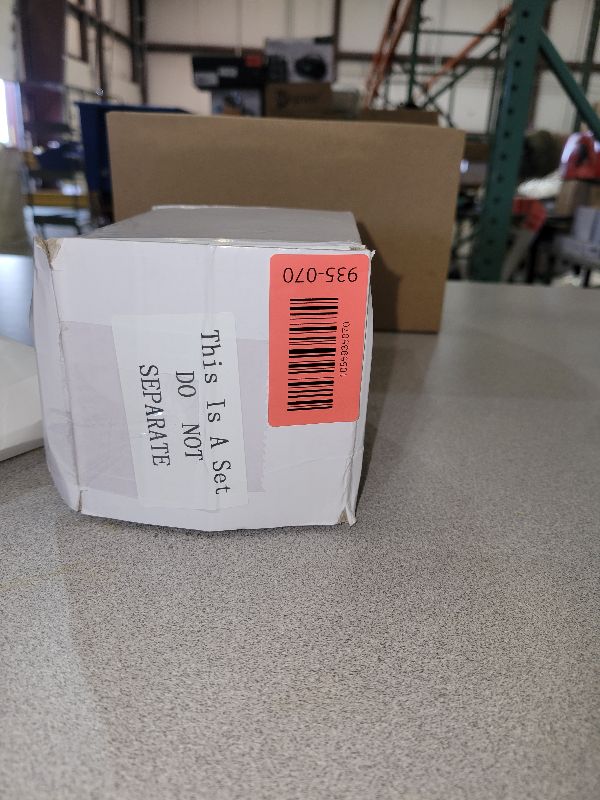 935-070
This Is A Set
DO NOT
SEPARATE